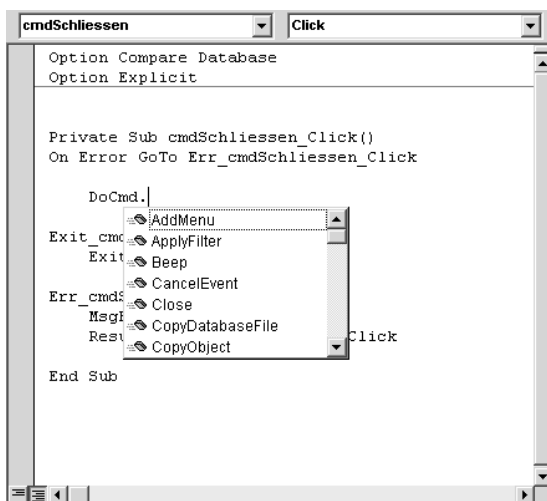 cmdSchliessen Click
Option Compare Database
Option Explicit
Private Sub cmdSchliessen_Click()
On Error GoTo Err_cmdSchliessen_Click
DoCmd.
AddMenu
Exit_cmd
ApplyFilter
Exit
Beep
CancelEvent
Err_cmdS
Close
Msg
CopyDatabaseFile
Resu Click
CopyObject
End Sub